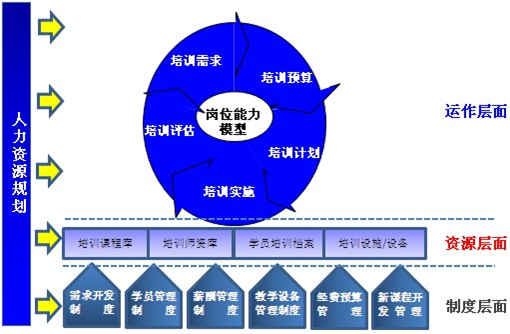 人力资源规划
培训需求
培训预算
岗位能力
模型
培训评估
培训计划
培训实施
运作层面
培训课程库
培训师资库
学员培训档案
培训设施/设备
资源层面
需求开发
制 度
学员管理
制 度
薪酬管理
制 度
教学设备
管理制度
经费预算
管 理
新课程开
发 管 理
制度层面